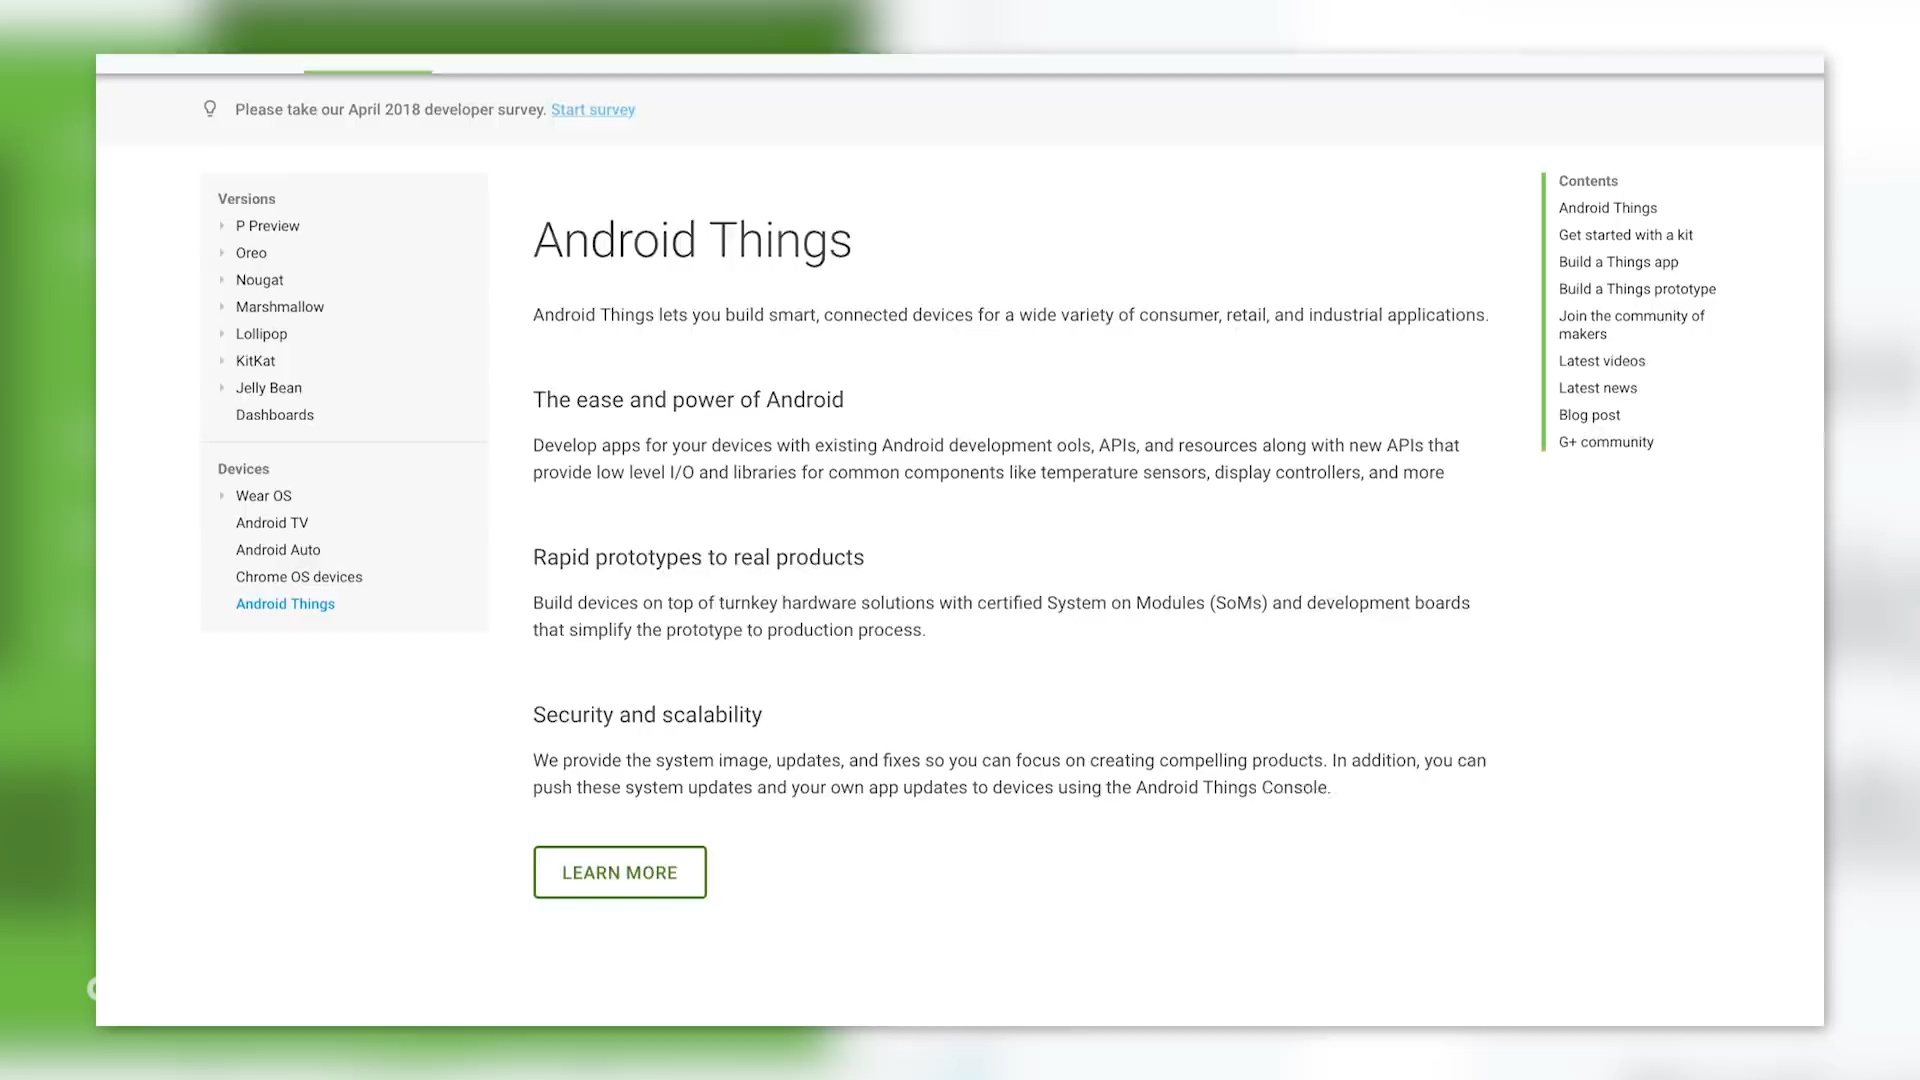 Please take our April 2018 developer survey. Start survey
Versions
P Preview
Oreo
Nougat
Marshmallow
Lollipop
KitKat
Jelly Bean
Dashboards
Devices
Wear OS
Android TV
Android Auto
Chrome OS devices
Android Things
Android Things
Android Things lets you build smart, connected devices for a wide variety of consumer, retail, and industrial applications.
The ease and power of Android
Develop apps for your devices with existing Android development ools, APIs, and resources along with new APIs that
provide low level I/O and libraries for common components like temperature sensors, display controllers, and more
Rapid prototypes to real products
Build devices on top of turnkey hardware solutions with certified System on Modules (SoMs) and development boards
that simplify the prototype to production process.
Security and scalability
We provide the system image, updates, and fixes so you can focus on creating compelling products. In addition, you can
push these system updates and your own app updates to devices using the Android Things Console.
LEARN MORE
Contents
Android Things
Get started with a kit
Build a Things app
Build a Things prototype
Join the community of
makers
Latest videos
Latest news
Blog post
G+ community